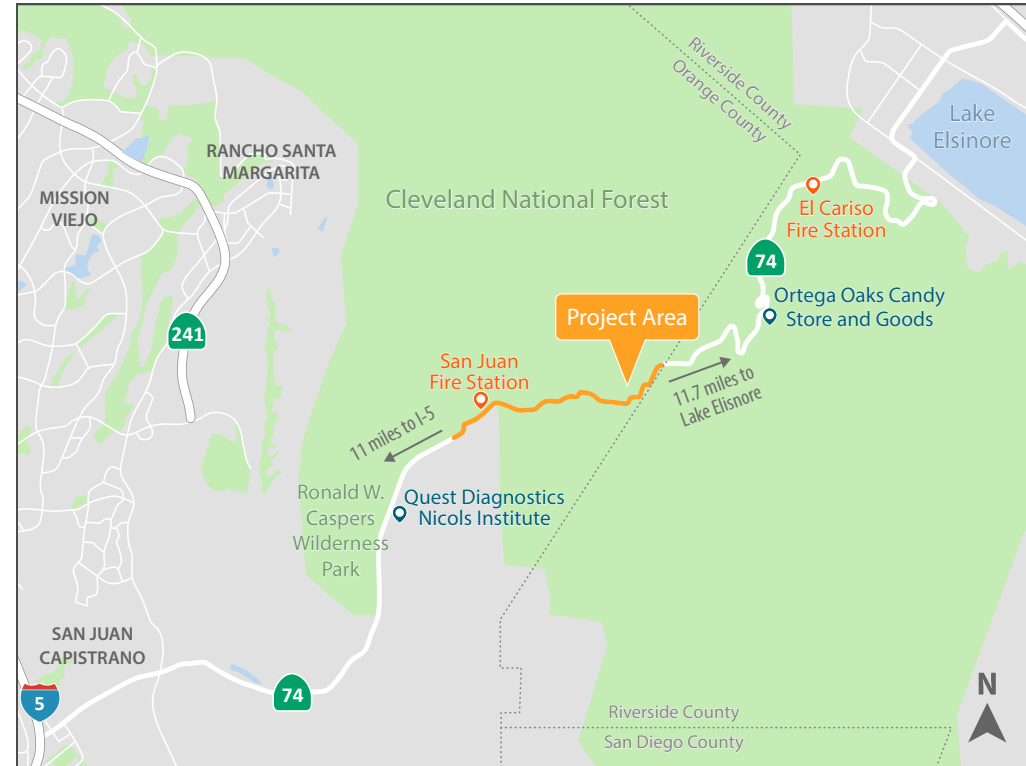 Riverside County
Orange County
Lake
Elsinore
RANCHO SANTA
MARGARITA
MISSION
VIEJO
Cleveland National Forest
El Cariso
Fire Station
74
Ortega Oaks Candy
Store and Goods
Project Area
241
San Juan
Fire Station
11.7 miles to
Lake Elisnore
11 miles to I-5
Ronald W.
Caspers
Wilderness
Park
Quest Diagnostics
Nicols Institute
SAN JUAN
CAPISTRANO
5
74
N
Riverside County
San Diego County